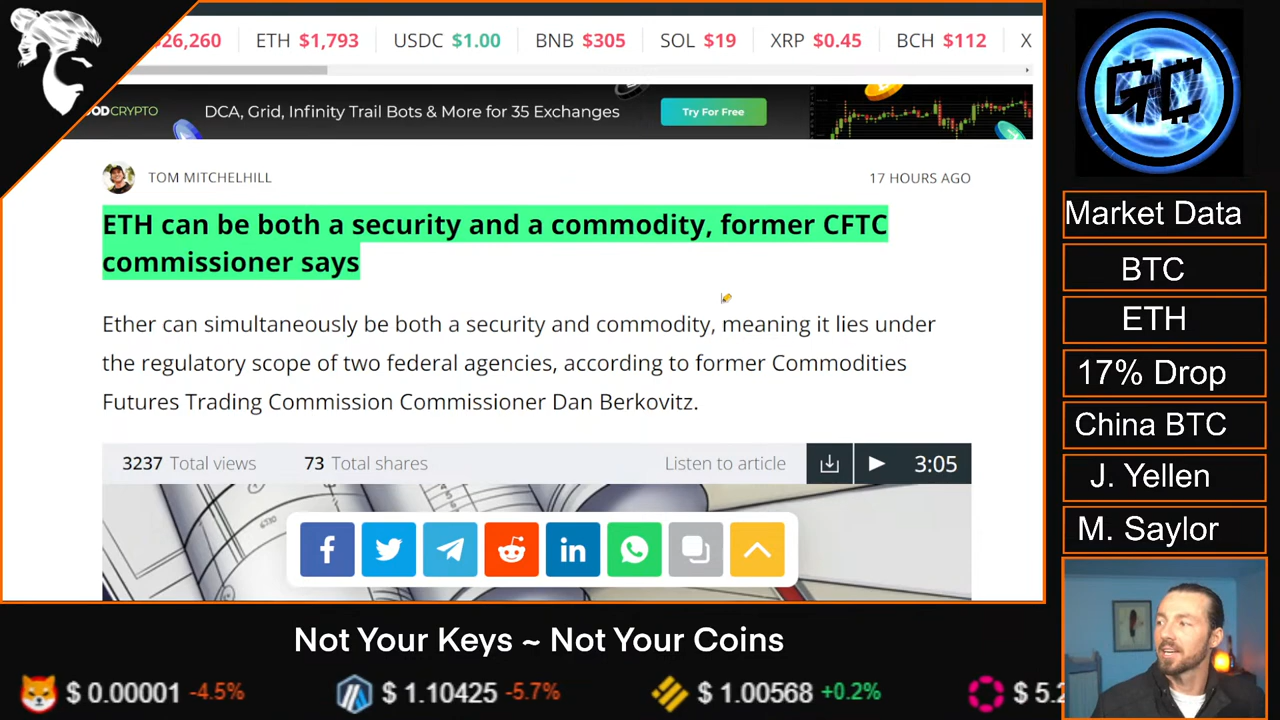 $26,260 ETH $1,793 USDC $1.00 BNB $305 SOL $19 XRP $0.45 BCH $112 X
GC
ODCRYPTO DCA, Grid, Infinity Trail Bots & More for 35 Exchanges Try For Free
TOM MITCHELHILL 17 HOURS AGO
ETH can be both a security and a commodity, former CFTC
commissioner says
Ether can simultaneously be both a security and commodity, meaning it lies under
the regulatory scope of two federal agencies, according to former Commodities
Futures Trading Commission Commissioner Dan Berkovitz.
3237 Total views 73 Total shares Listen to article 3:05
Market Data
BTC
ETH
17% Drop
China BTC
J. Yellen
M. Saylor
Not Your Keys ~ Not Your Coins
$ 0.00001 -4.5% $ 1.10425 -5.7% $ 1.00568 +0.2% $ 5.2